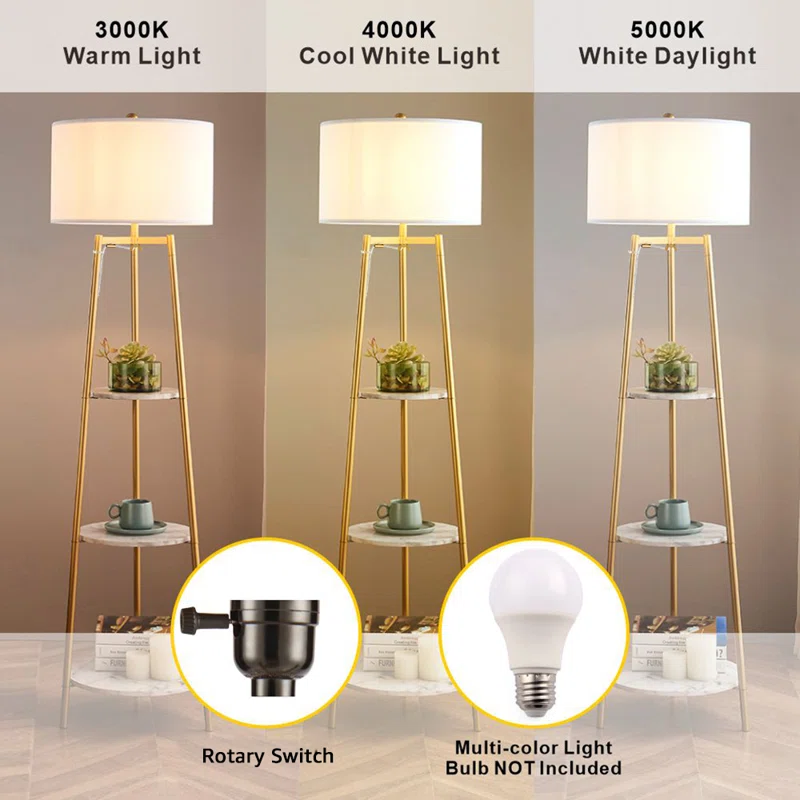 3000K
Warm Light
4000K
Cool White Light
5000K
White Daylight
Rotary Switch
Multi-color Light
Bulb NOT Included